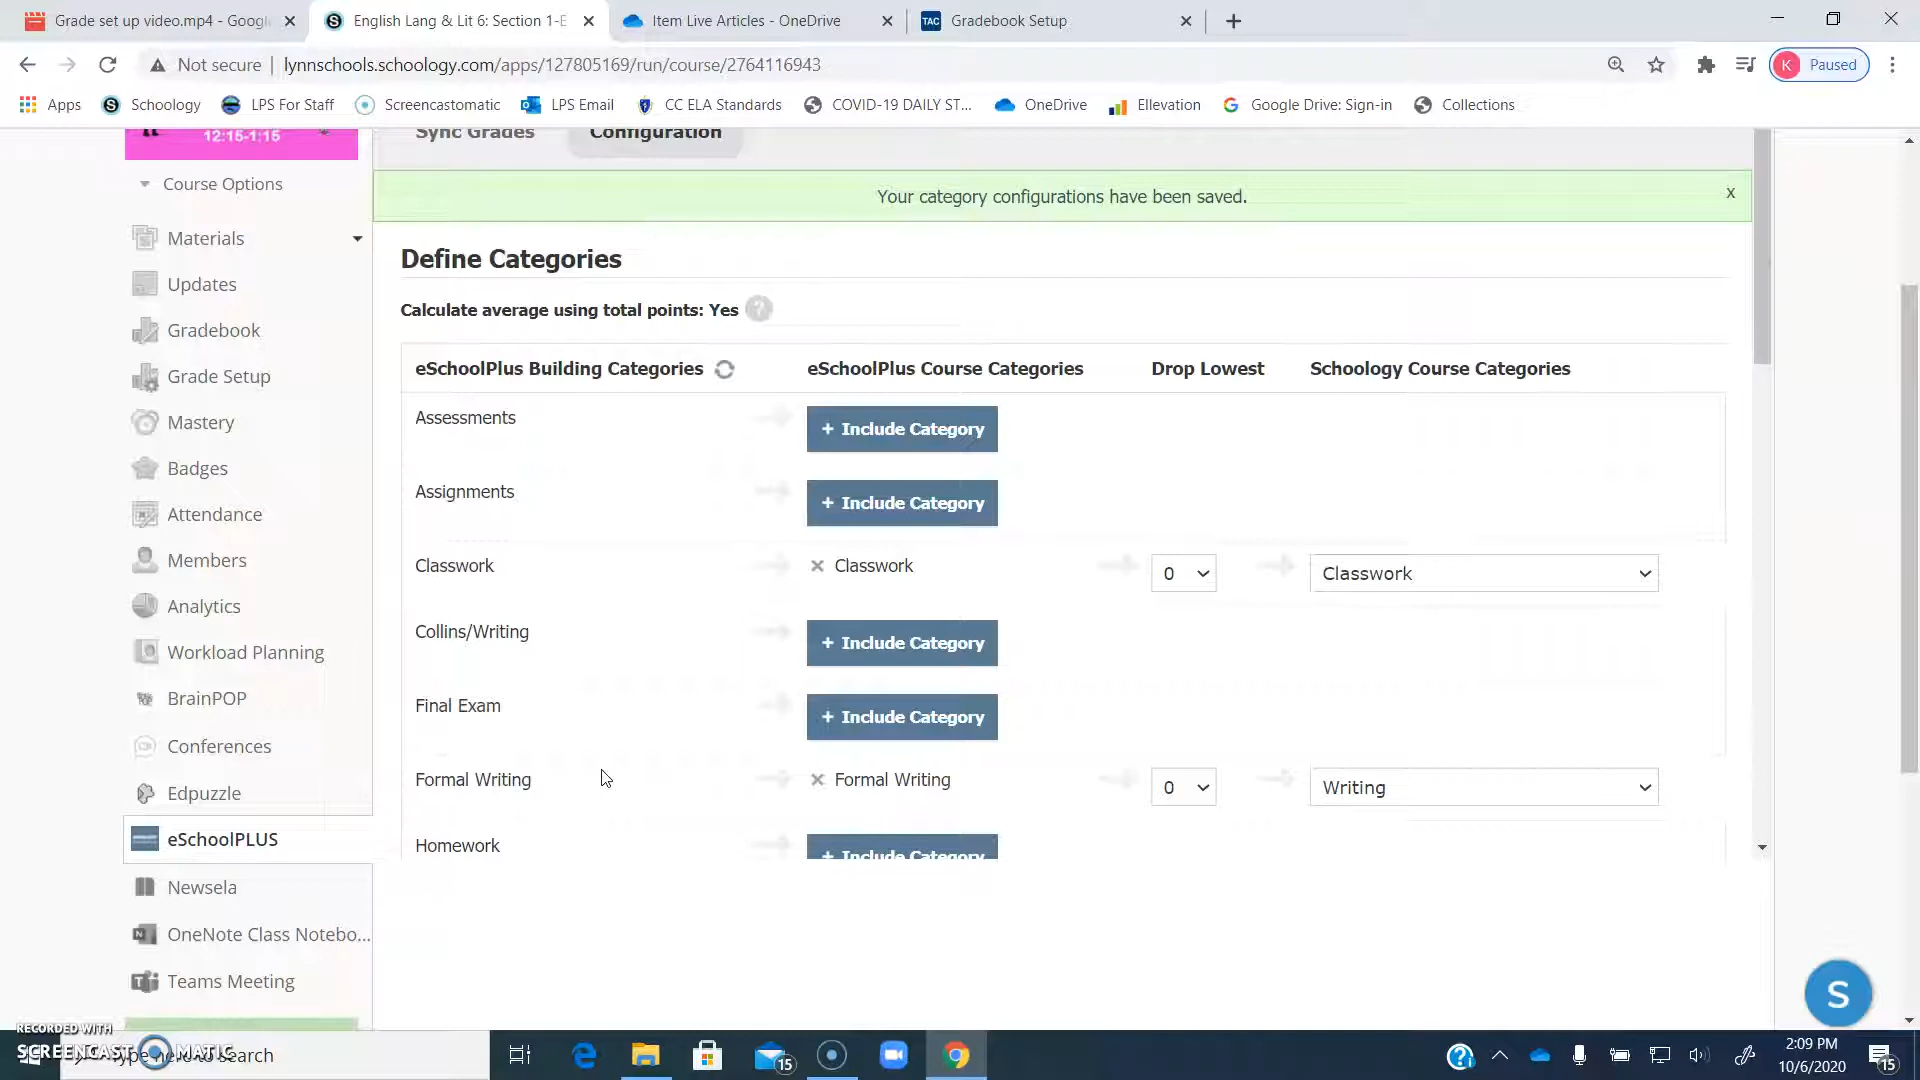 Grade set up video.mp4 - Googl
English Lang & Lit 6: Section 1-E
Item Live Articles - OneDrive
TAC
Gradebook Setup
Not secure
lynnschools.schoology.com/apps/127805169/run/course/2764116943
K
Paused
Apps
Schoology
LPS For Staff
Screencastomatic
LPS Email
CC ELA Standards
COVID-19 DAILY ST...
OneDrive
Ellevation
Google Drive: Sign-in
Collections
12:15-1:15
Course Options
Materials
Updates
Gradebook
Grade Setup
Mastery
Badges
Attendance
Members
Analytics
Workload Planning
BrainPOP
Conferences
Edpuzzle
eSchoolPLUS
Newsela
OneNote Class Notebo...
Teams Meeting
Sync Grades
Configuration
Your category configurations have been saved.
x
Define Categories
Calculate average using total points: Yes ?
eSchoolPlus Building Categories
eSchoolPlus Course Categories
Drop Lowest
Schoology Course Categories
Assessments
+ Include Category
Assignments
+ Include Category
Classwork
× Classwork
0
Classwork
Collins/Writing
+ Include Category
Final Exam
+ Include Category
Formal Writing
× Formal Writing
0
Writing
Homework
+ Include Category
S
RECORDED WITH
SCREENCAST MATIC
here to search
15
2:09 PM
10/6/2020
15